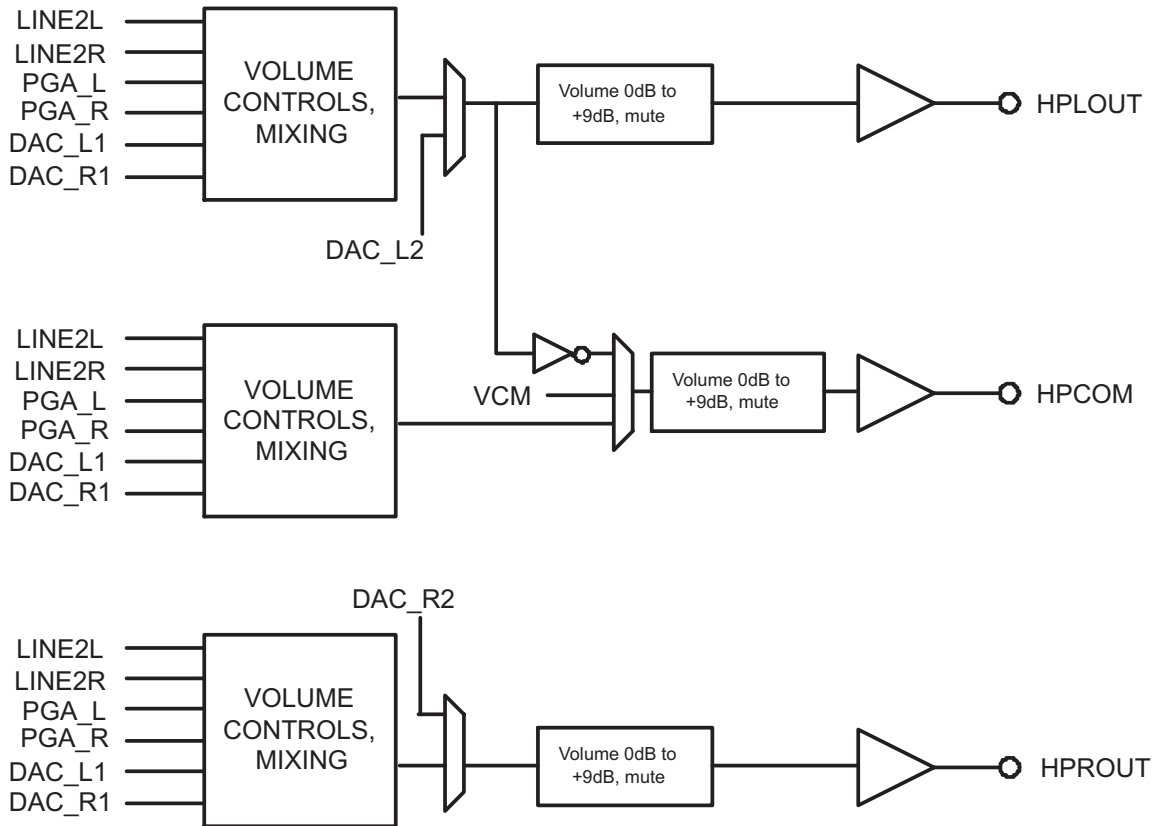 LINE2L
LINE2R
PGA_L
PGA_R
DAC_L1
DAC_R1
VOLUME
CONTROLS,
MIXING
DAC_L2
Volume 0dB to
+9dB, mute
HPLOUT
LINE2L
LINE2R
PGA_L
PGA_R
DAC_L1
DAC_R1
VOLUME
CONTROLS,
MIXING
VCM
Volume 0dB to
+9dB, mute
HPCOM
DAC_R2
LINE2L
LINE2R
PGA_L
PGA_R
DAC_L1
DAC_R1
VOLUME
CONTROLS,
MIXING
Volume 0dB to
+9dB, mute
HPROUT